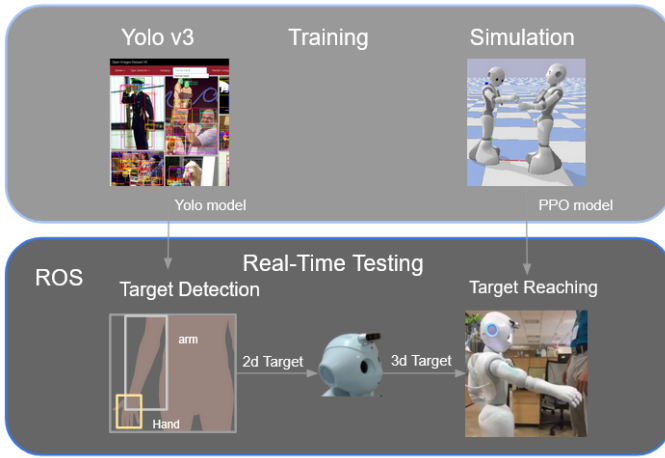 Yolo v3
Training
Simulation
Yolo model
PPO model
ROS
Real-Time Testing
Target Detection
Target Reaching
arm
2d Target
3d Target
Hand